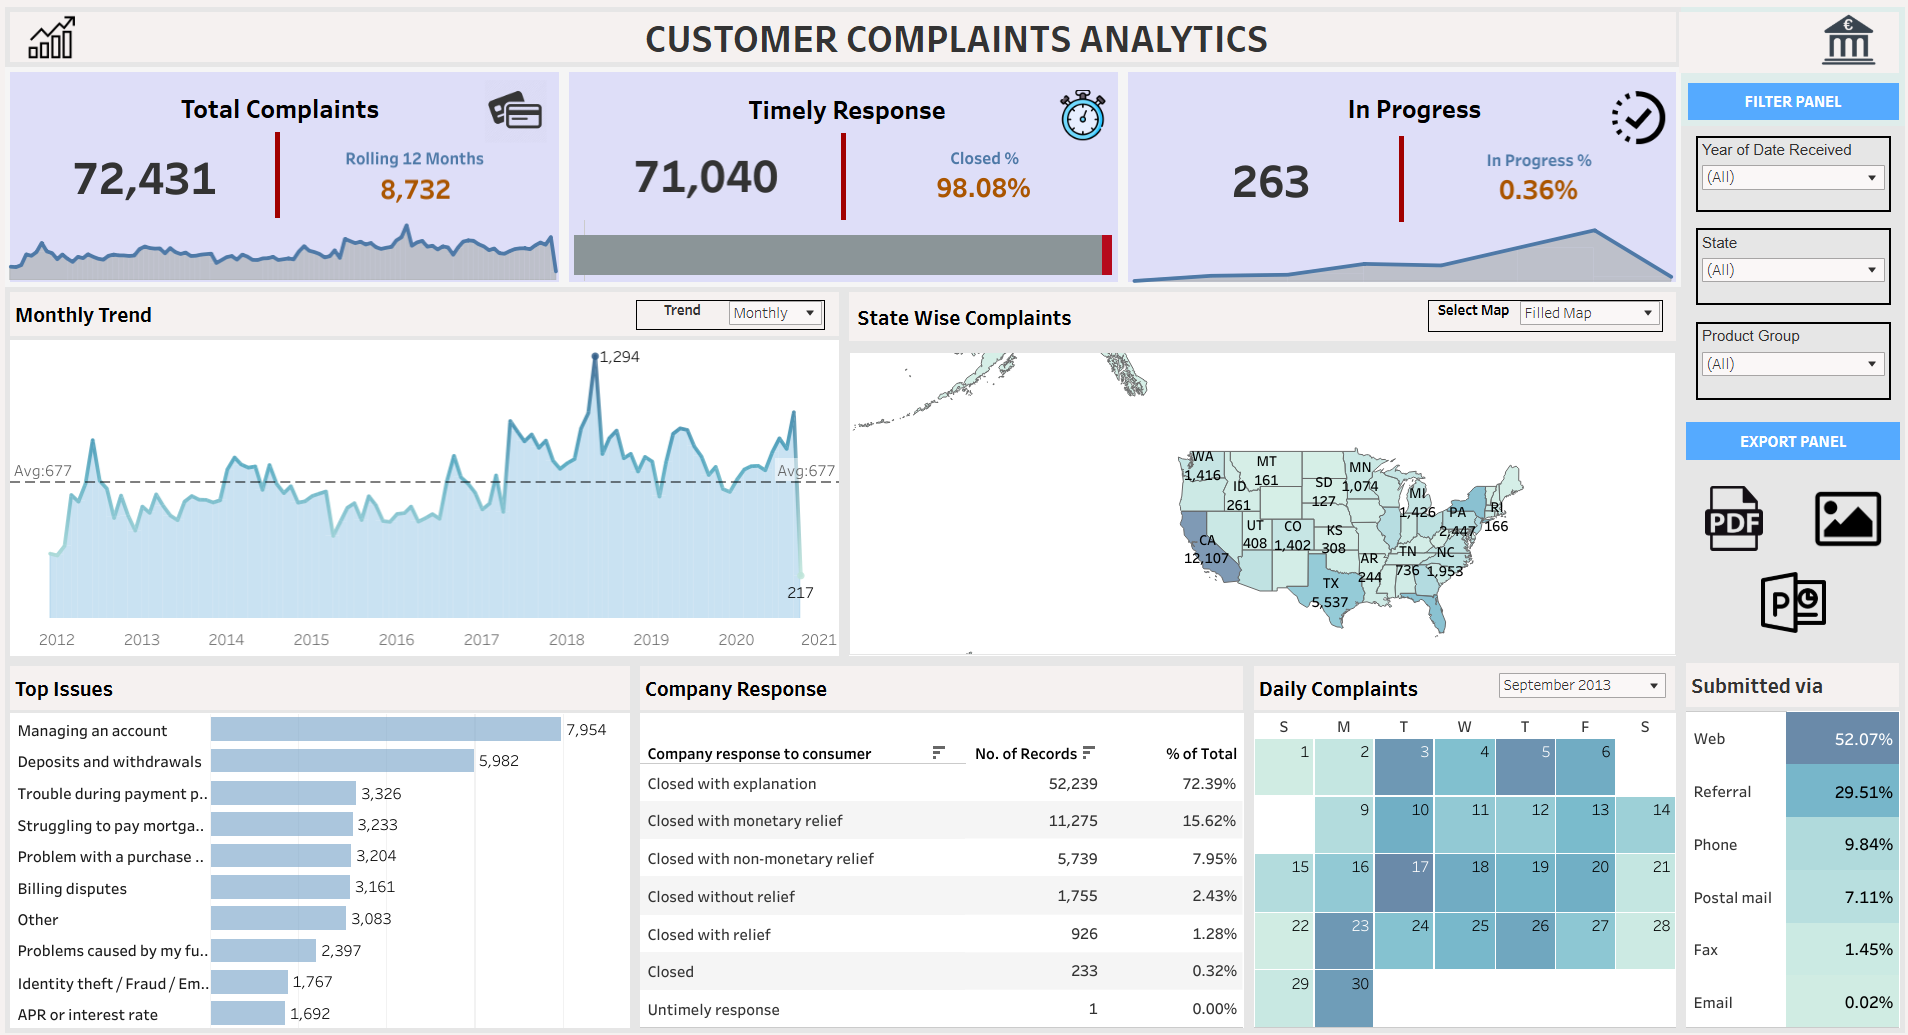 CUSTOMER COMPLAINTS ANALYTICS
€
Total Complaints
72,431
Rolling 12 Months
8,732
Timely Response
71,040
Closed %
98.08%
In Progress
263
In Progress %
0.36%
FILTER PANEL
Year of Date Received
(All)
State
(All)
Product Group
(All)
EXPORT PANEL
PDF
P
Monthly Trend
Trend
Monthly
1,294
Avg:677
Avg:677
217
2012 2013 2014 2015 2016 2017 2018 2019 2020 2021
State Wise Complaints
Select Map
Filled Map
WA
1,416
MT
161
ID
261
SD
127
MN
1,074
MI
1,426
PA
2,447
RI
166
UT
408
CO
1,402
KS
308
CA
12,107
AR
244
TN
736
NC
1,953
TX
5,537
Top Issues
Managing an account 7,954
Deposits and withdrawals 5,982
Trouble during payment p.. 3,326
Struggling to pay mortga.. 3,233
Problem with a purchase .. 3,204
Billing disputes 3,161
Other 3,083
Problems caused by my fu.. 2,397
Identity theft / Fraud / Em.. 1,767
APR or interest rate 1,692
Company Response
Company response to consumer No. of Records % of Total
Closed with explanation 52,239 72.39%
Closed with monetary relief 11,275 15.62%
Closed with non-monetary relief 5,739 7.95%
Closed without relief 1,755 2.43%
Closed with relief 926 1.28%
Closed 233 0.32%
Untimely response 1 0.00%
Daily Complaints
September 2013
S M T W T F S
1 2 3 4 5 6
9 10 11 12 13 14
15 16 17 18 19 20 21
22 23 24 25 26 27 28
29 30
Submitted via
Web 52.07%
Referral 29.51%
Phone 9.84%
Postal mail 7.11%
Fax 1.45%
Email 0.02%